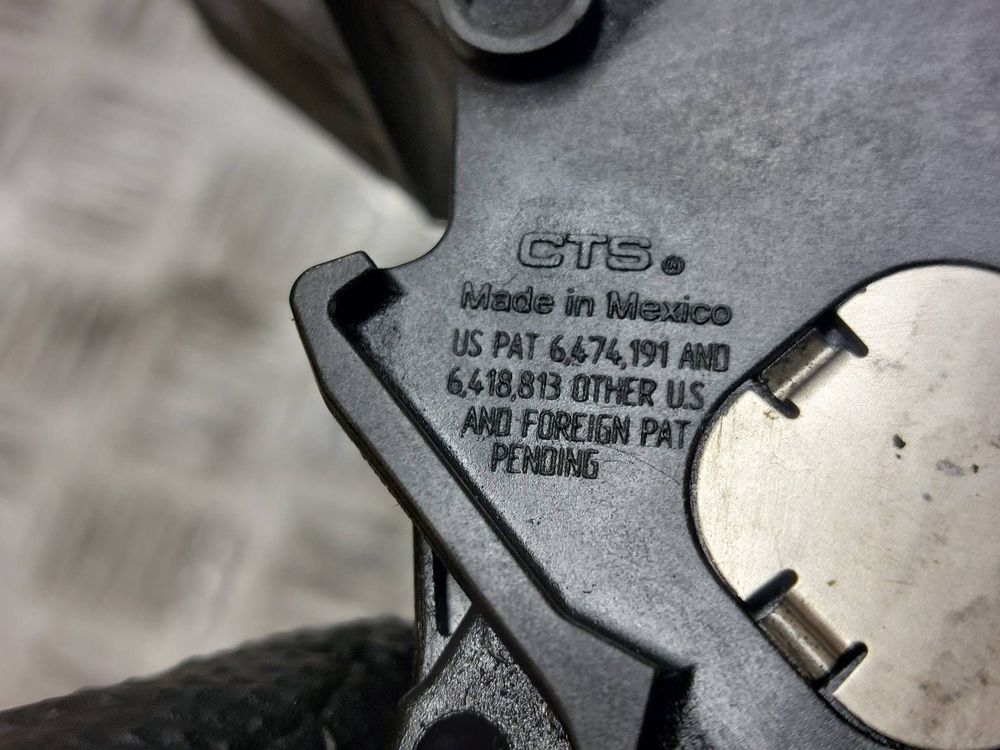 CTS®
Made in Mexico
US PAT 6,474,191 AND
6,418,813 OTHER U.S
AND FOREIGN PAT
PENDING